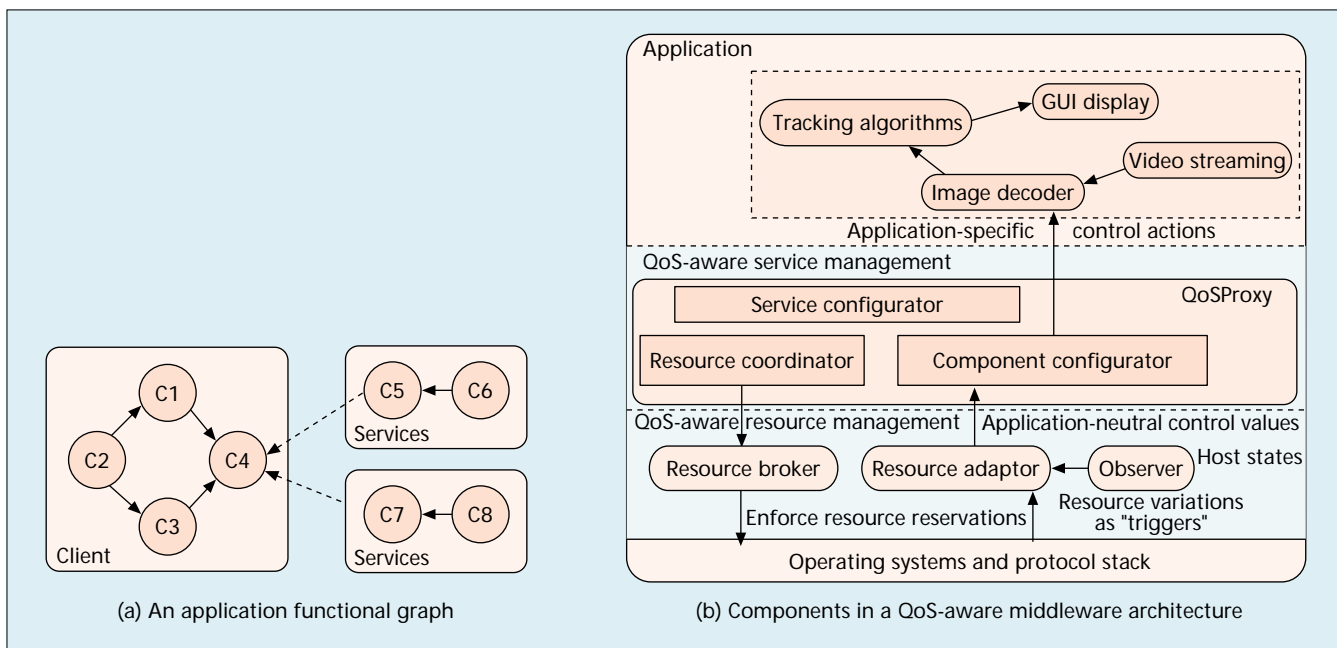 C1
C2
C4
C3
Client
C5
C6
Services
C7
C8
Services
(a) An application functional graph
Application
GUI display
Tracking algorithms
Video streaming
Image decoder
Application-specific control actions
QoS-aware service management
QoSProxy
Service configurator
Resource coordinator
Component configurator
QoS-aware resource management
Application-neutral control values
Resource broker
Resource adaptor
Observer
Host states
Enforce resource reservations
Resource variations
as "triggers"
Operating systems and protocol stack
(b) Components in a QoS-aware middleware architecture